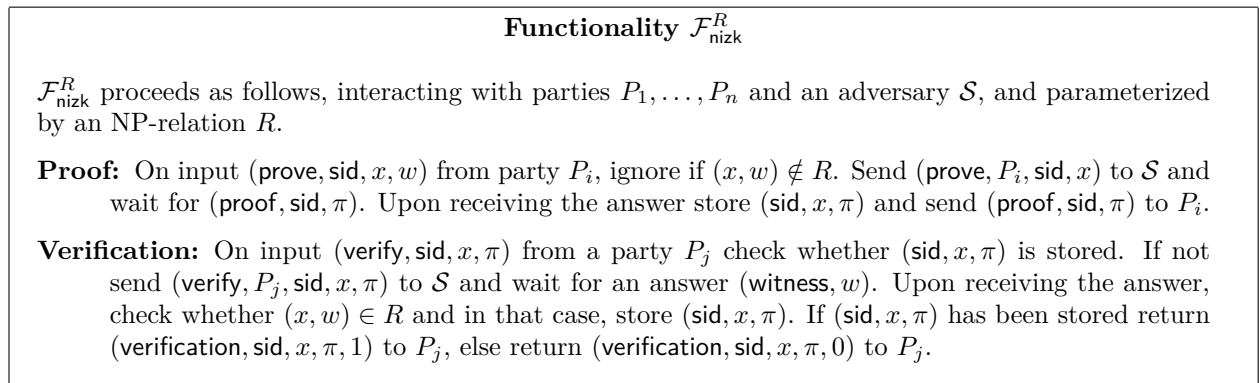 Functionality $\mathcal{F}_{\mathsf{nizk}}^{R}$
$\mathcal{F}_{\mathsf{nizk}}^{R}$ proceeds as follows, interacting with parties $P_1, \ldots, P_n$ and an adversary $\mathcal{S}$, and parameterized
by an NP-relation $R$.
Proof: On input (prove, sid, $x, w$) from party $P_i$, ignore if $(x, w) \notin R$. Send (prove, $P_i$, sid, $x$) to $\mathcal{S}$ and
wait for (proof, sid, $\pi$). Upon receiving the answer store (sid, $x, \pi$) and send (proof, sid, $\pi$) to $P_i$.
Verification: On input (verify, sid, $x, \pi$) from a party $P_j$ check whether (sid, $x, \pi$) is stored. If not
send (verify, $P_j$, sid, $x, \pi$) to $\mathcal{S}$ and wait for an answer (witness, $w$). Upon receiving the answer,
check whether $(x, w) \in R$ and in that case, store (sid, $x, \pi$). If (sid, $x, \pi$) has been stored return
(verification, sid, $x, \pi, 1$) to $P_j$, else return (verification, sid, $x, \pi, 0$) to $P_j$.